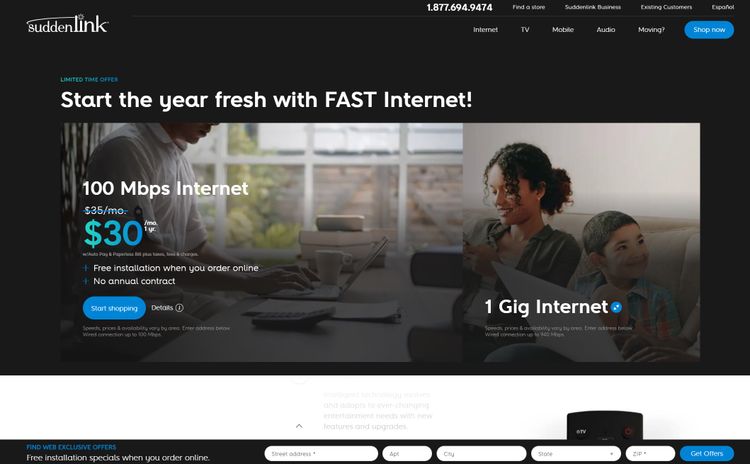 1.877.694.9474 Find a store Suddenlink Business Existing Customers Español
suddenlink
Internet TV Mobile Audio Moving? Shop now
LIMITED TIME OFFER
Start the year fresh with FAST Internet!
100 Mbps Internet
$35/mo.
$30 /mo. 1 yr.
w/Auto Pay & Paperless Bill plus taxes, fees & charges.
+ Free installation when you order online
+ No annual contract
Start shopping Details i
Speeds, prices & availability vary by area. Enter address below.
Wired connection up to 100 Mbps.
1 Gig Internet
Speeds, prices & availability vary by area. Enter address below.
Wired connection up to 940 Mbps.
Intelligent technology evolves
and adapts to ever-changing
entertainment needs with new
features and upgrades.
TV
FIND WEB EXCLUSIVE OFFERS
Free installation specials when you order online.
Street address * Apt City State ZIP * Get Offers